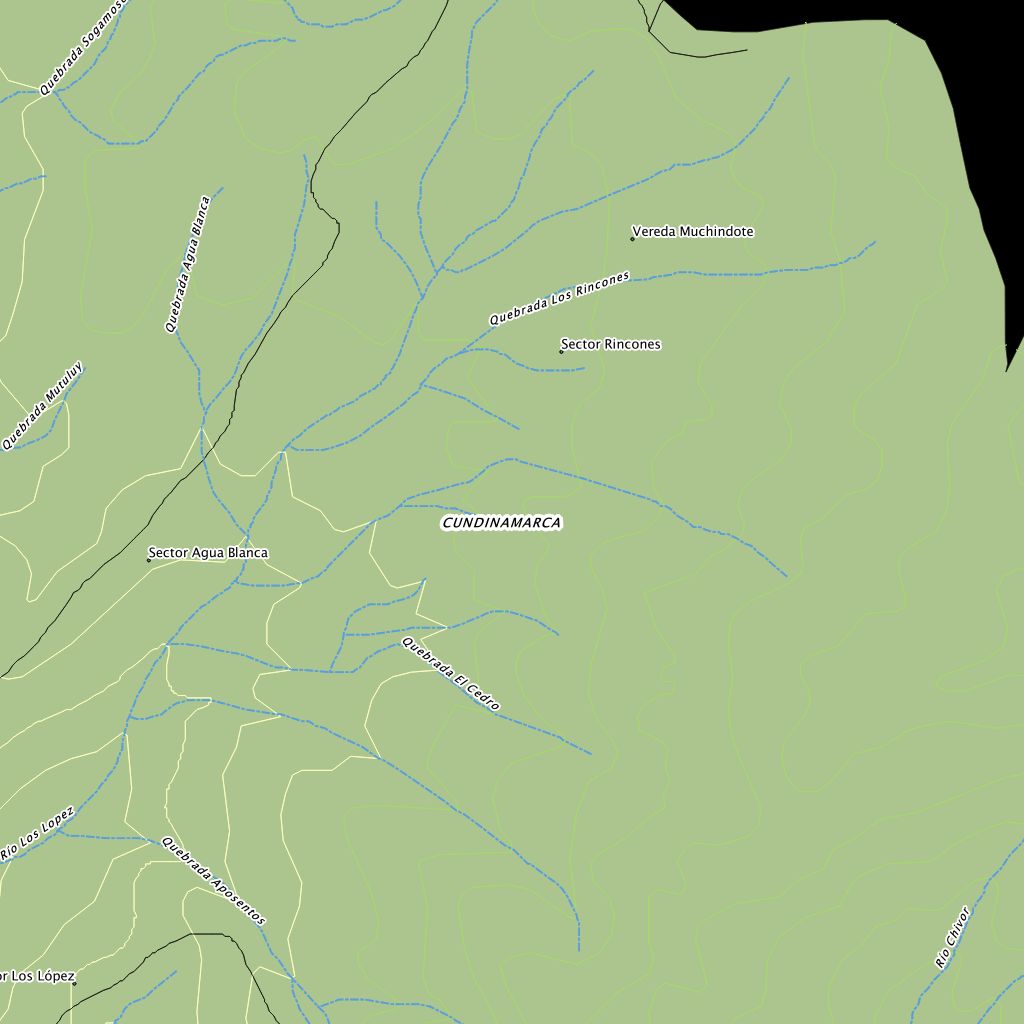 Quebrada Sogamoso
Quebrada Agua Blanca
Vereda Muchindote
Quebrada Los Rincones
Sector Rincones
Quebrada Mutuluy
CUNDINAMARCA
Sector Agua Blanca
Quebrada El Cedro
Río Los Lopez
Quebrada Aposentos
Río Chivor
or Los López